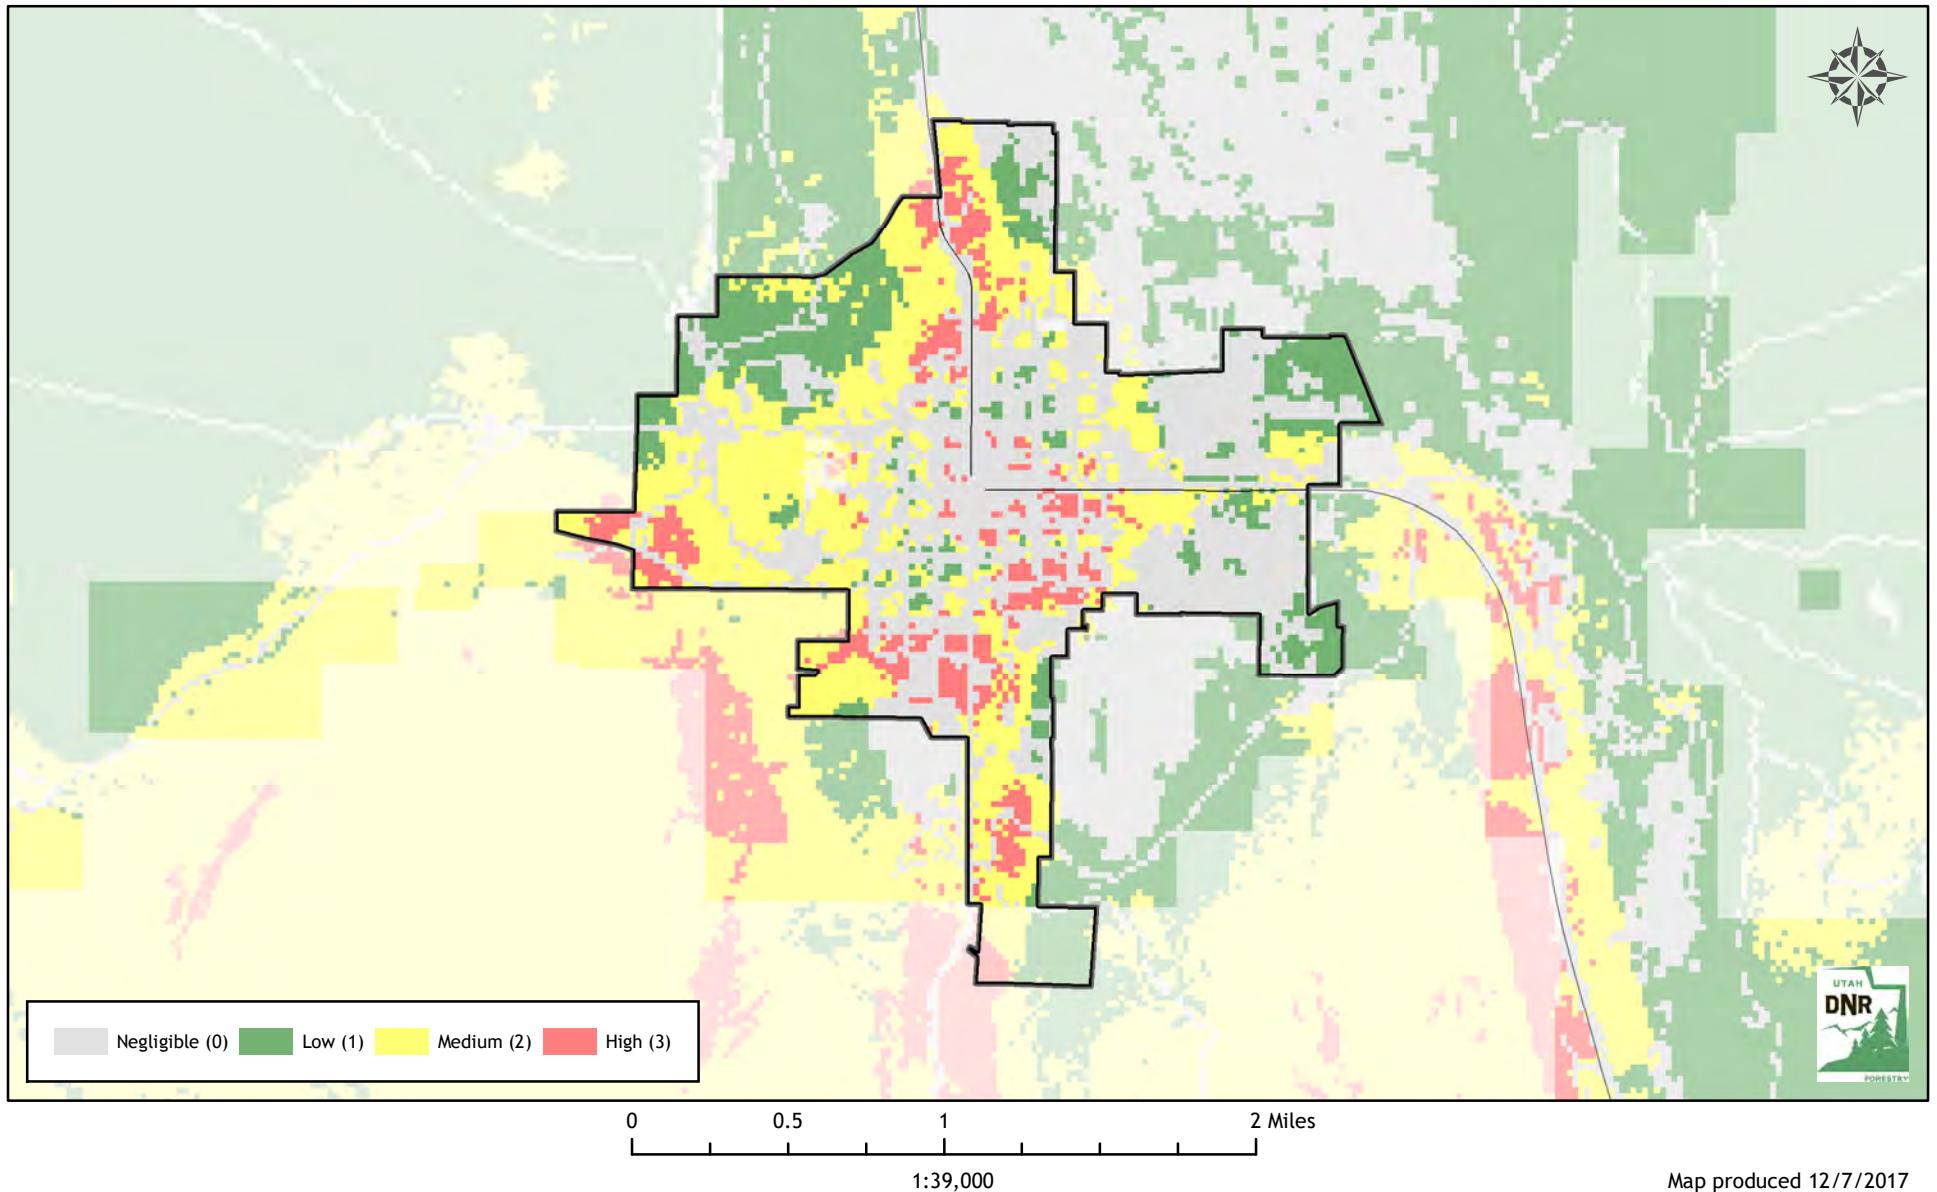 UTAH
DNR
FORESTRY
Negligible (0) Low (1) Medium (2) High (3)
0 0.5 1 2 Miles
1:39,000
Map produced 12/7/2017